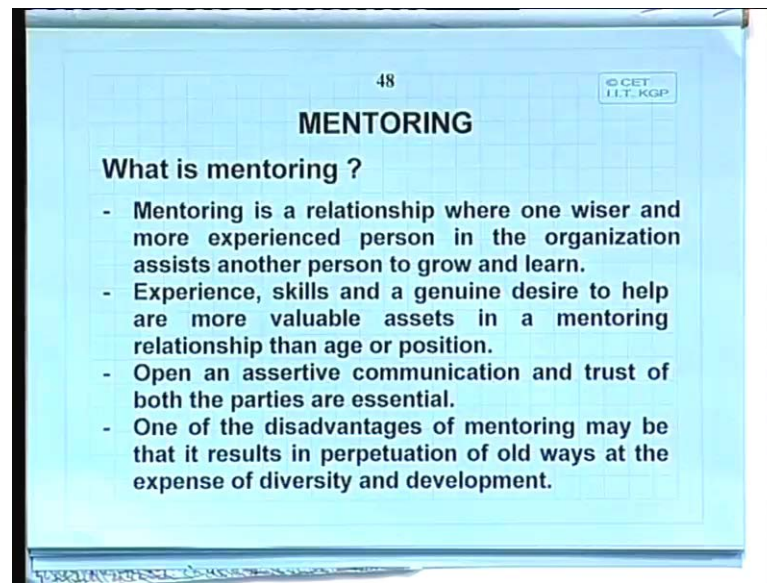 48
© CET
I.I.T. KGP
MENTORING
What is mentoring ?
- Mentoring is a relationship where one wiser and
more experienced person in the organization
assists another person to grow and learn.
- Experience, skills and a genuine desire to help
are more valuable assets in a mentoring
relationship than age or position.
- Open an assertive communication and trust of
both the parties are essential.
- One of the disadvantages of mentoring may be
that it results in perpetuation of old ways at the
expense of diversity and development.